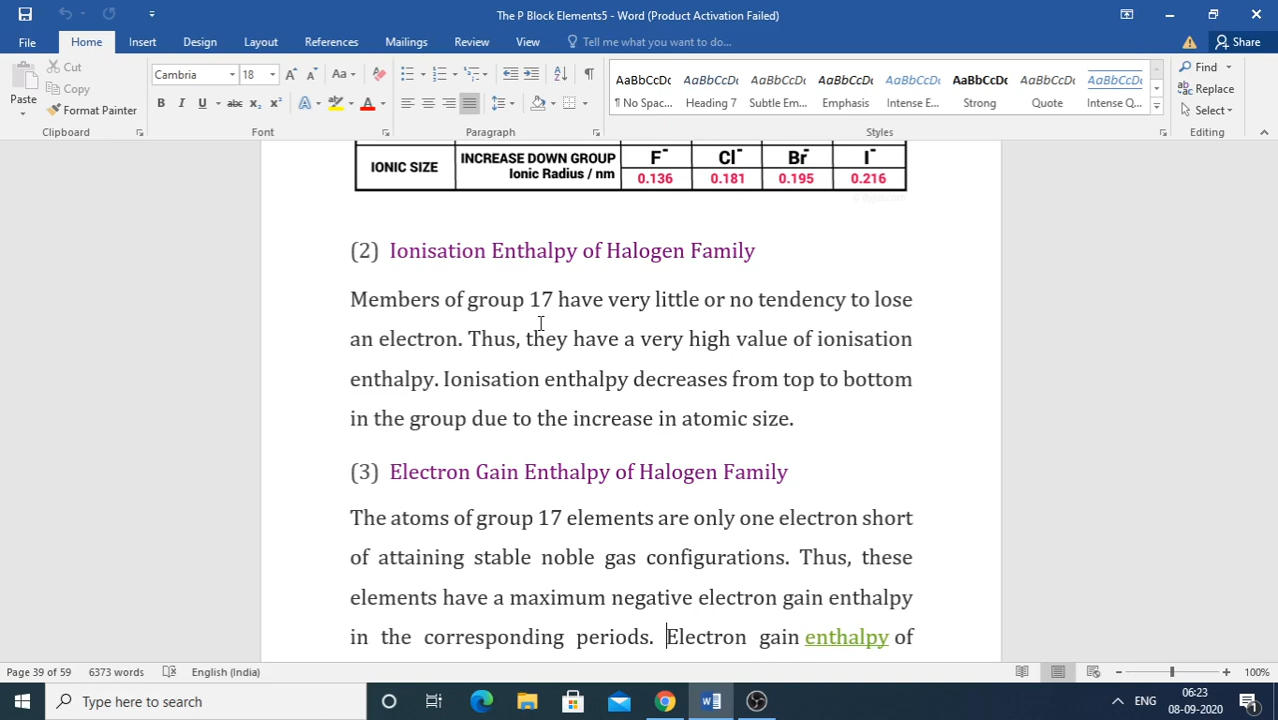 The P Block Elements5 - Word (Product Activation Failed)
File Home Insert Design Layout References Mailings Review View Tell me what you want to do... Share
Paste
Cut
Copy
Format Painter
Clipboard
Cambria 18
Font
Paragraph
AaBbCcDc AaBbCcDc AaBbCcDc AaBbCcDc AaBbCcDc AaBbCcDc AaBbCcDc AaBbCcDc
¶ No Spac... Heading 7 Subtle Em... Emphasis Intense E... Strong Quote Intense Q...
Styles
Find
Replace
Select
Editing
IONIC SIZE
INCREASE DOWN GROUP
Ionic Radius / nm
F- Cl- Br- I-
0.136 0.181 0.195 0.216
(2) Ionisation Enthalpy of Halogen Family
Members of group 17 have very little or no tendency to lose
an electron. Thus, they have a very high value of ionisation
enthalpy. Ionisation enthalpy decreases from top to bottom
in the group due to the increase in atomic size.
(3) Electron Gain Enthalpy of Halogen Family
The atoms of group 17 elements are only one electron short
of attaining stable noble gas configurations. Thus, these
elements have a maximum negative electron gain enthalpy
in the corresponding periods. Electron gain enthalpy of
Page 39 of 59 6373 words English (India) 100%
Type here to search
ENG
06:23
08-09-2020